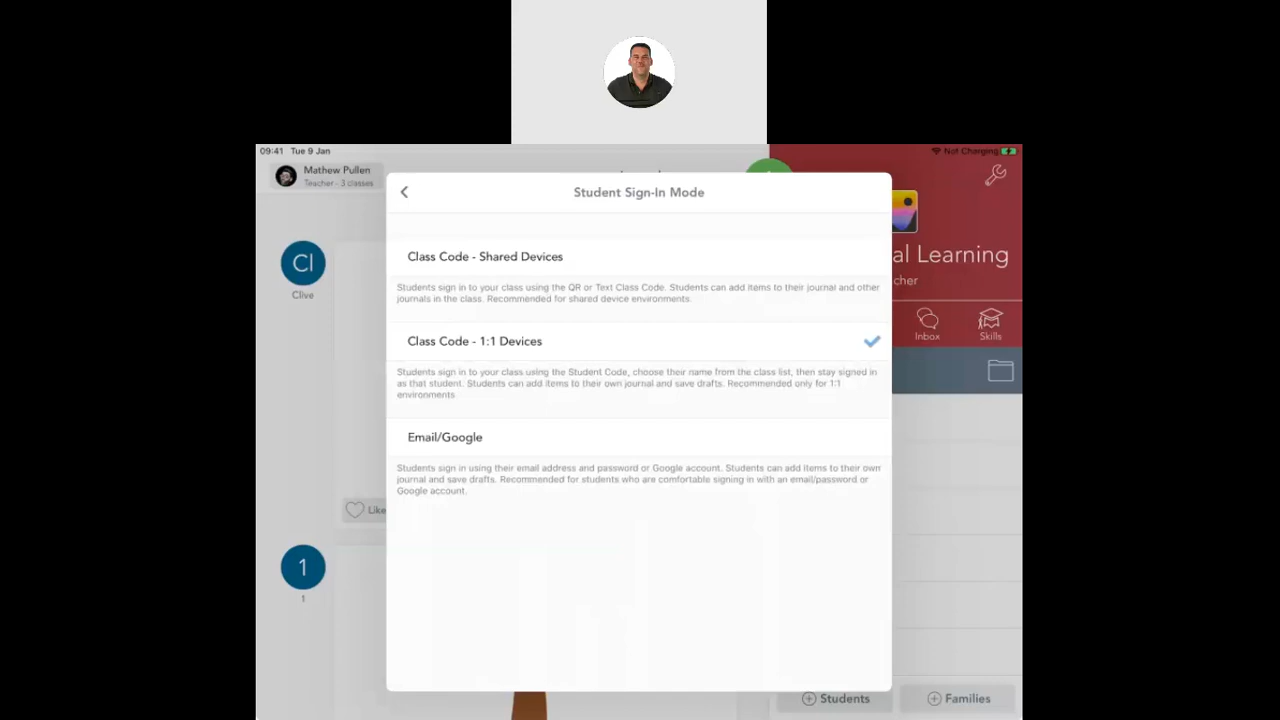 09:41 Tue 9 Jan
Not Charging
Mathew Pullen
Teacher - 3 classes
Student Sign-In Mode
Class Code - Shared Devices
Students sign in to your class using the QR or Text Class Code. Students can add items to their journal and other
journals in the class. Recommended for shared device environments.
Class Code - 1:1 Devices
Students sign in to your class using the Student Code, choose their name from the class list, then stay signed in
as that student. Students can add items to their own journal and save drafts. Recommended only for 1:1
environments.
Email/Google
Students sign in using their email address and password or Google account. Students can add items to their own
journal and save drafts. Recommended for students who are comfortable signing in with an email/password or
Google account.
Cl
Clive
Like
1
1
al Learning
cher
Inbox
Skills
Students
Families